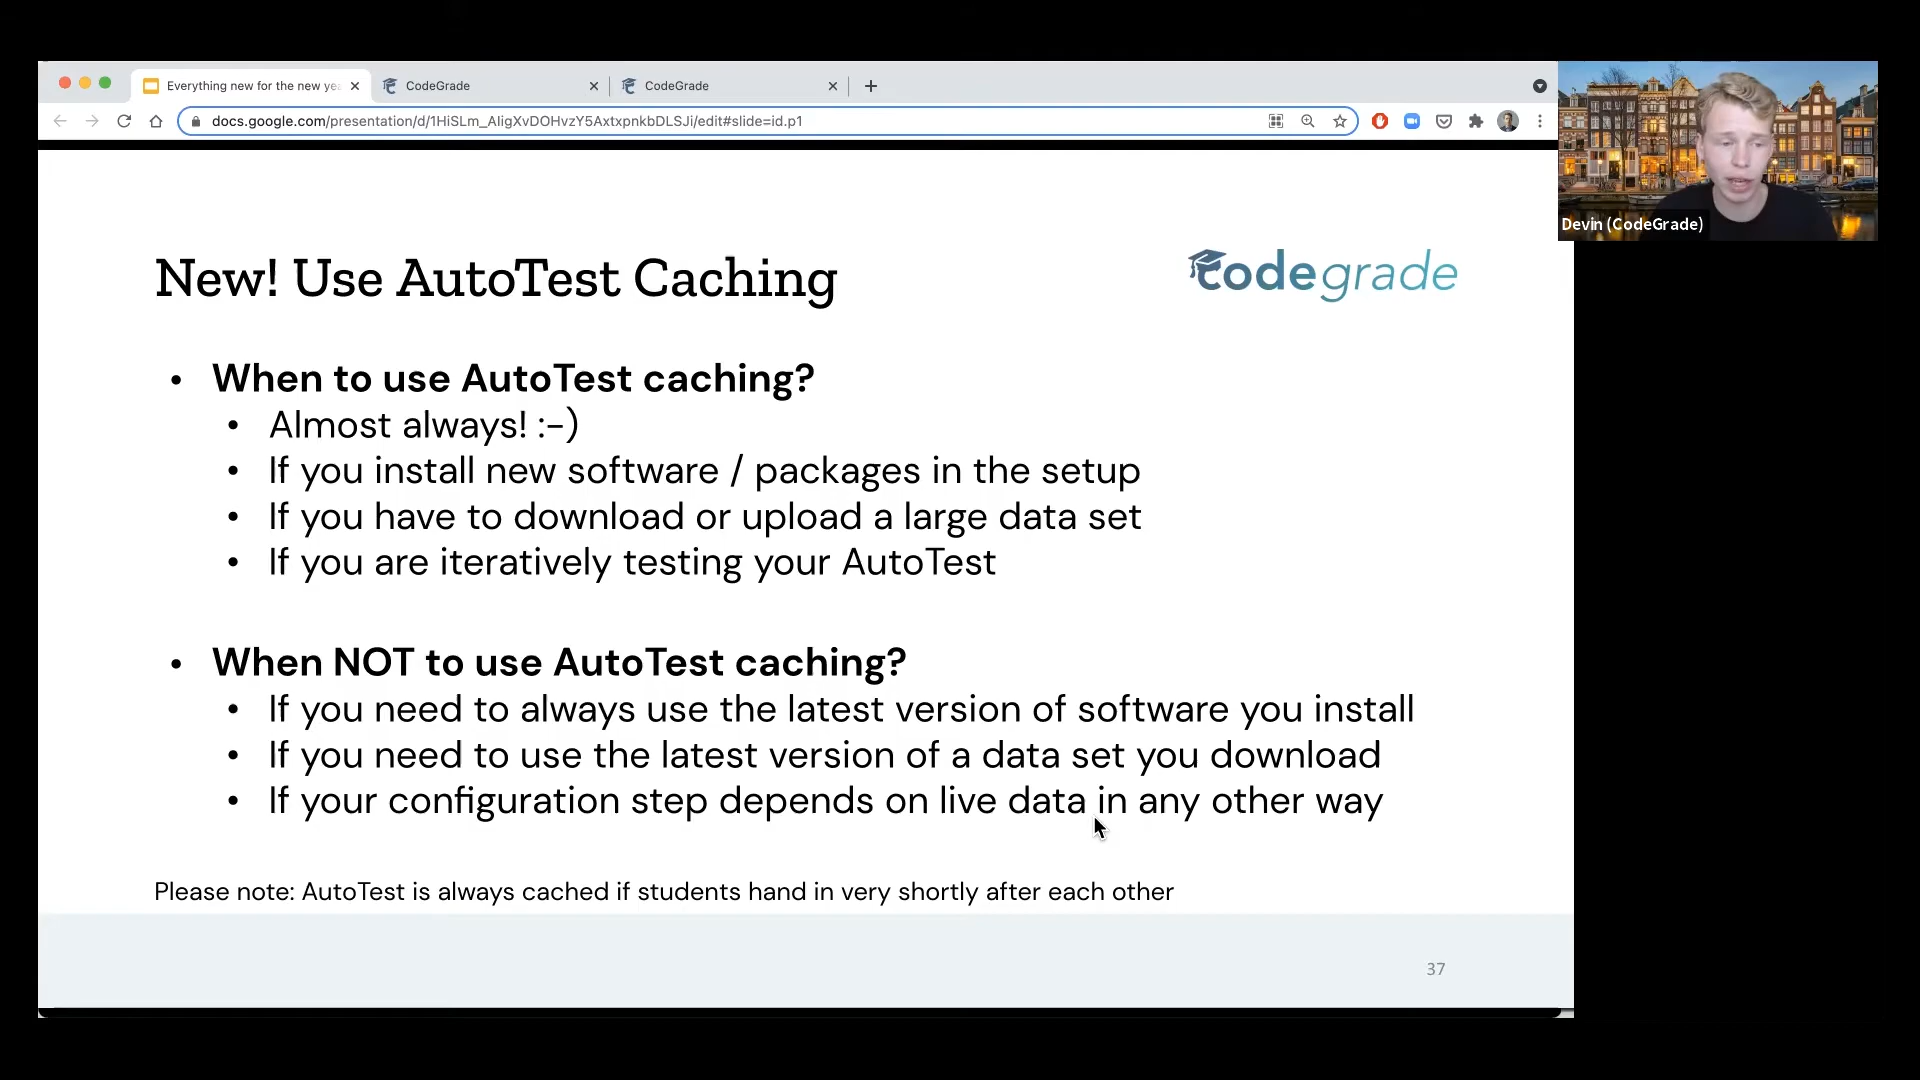 Everything new for the new ye
CodeGrade
CodeGrade
docs.google.com/presentation/d/1HiSLm_AIigXvDOHvzY5AxtxpnkbDLSJi/edit#slide=id.p1
Devin (CodeGrade)
New! Use AutoTest Caching
codegrade
• When to use AutoTest caching?
• Almost always! :-)
• If you install new software / packages in the setup
• If you have to download or upload a large data set
• If you are iteratively testing your AutoTest
• When NOT to use AutoTest caching?
• If you need to always use the latest version of software you install
• If you need to use the latest version of a data set you download
• If your configuration step depends on live data in any other way
Please note: AutoTest is always cached if students hand in very shortly after each other
37